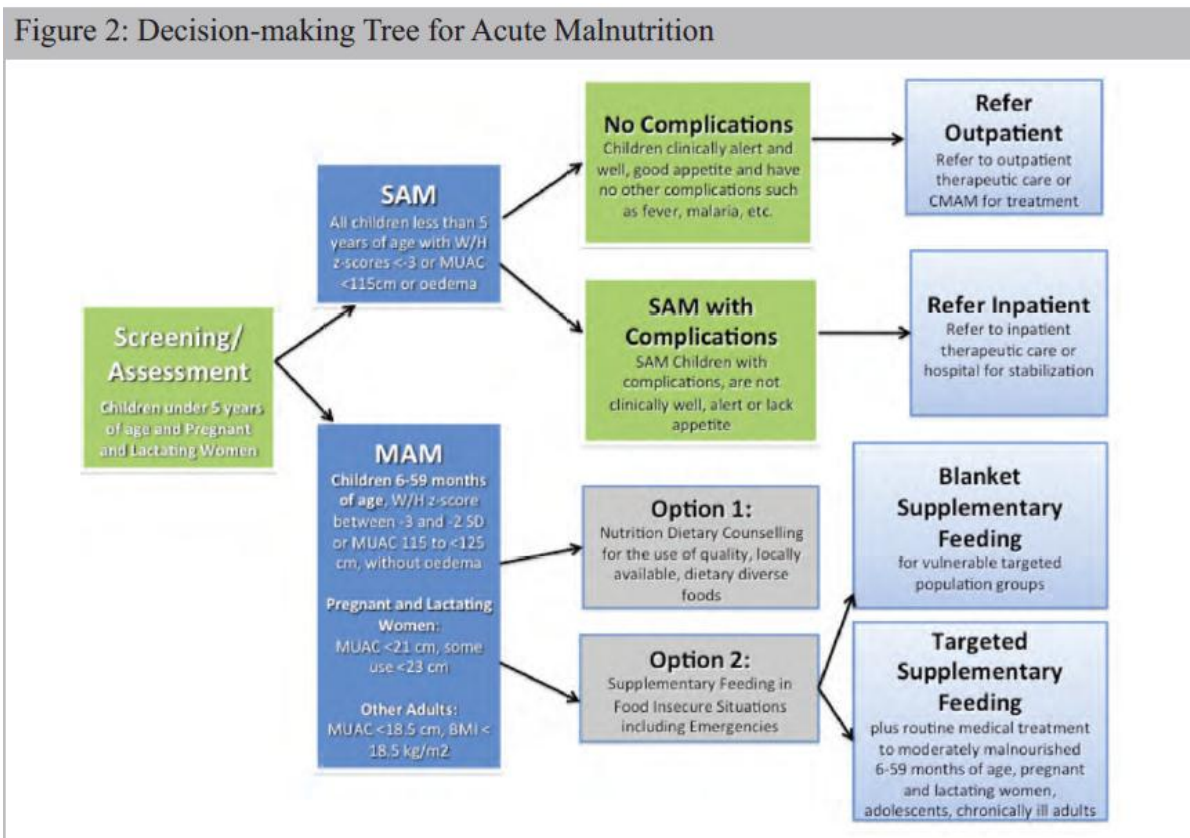 Figure 2: Decision-making Tree for Acute Malnutrition
Screening/
Assessment
Children under 5 years
of age and Pregnant
and Lactating Women
SAM
All children less than 5
years of age with W/H
z-scores <-3 or MUAC
<115cm or oedema
No Complications
Children clinically alert and
well, good appetite and have
no other complications such
as fever, malaria, etc.
Refer
Outpatient
Refer to outpatient
therapeutic care or
CMAM for treatment
SAM with
Complications
SAM Children with
complications, are not
clinically well, alert or lack
appetite
Refer Inpatient
Refer to inpatient
therapeutic care or
hospital for stabilization
MAM
Children 6-59 months
of age, W/H z-score
between -3 and -2 SD
or MUAC 115 to <125
cm, without oedema
Pregnant and Lactating
Women:
MUAC <21 cm, some
use <23 cm
Other Adults:
MUAC <18.5 cm, BMI <
18.5 kg/m2
Option 1:
Nutrition Dietary Counselling
for the use of quality, locally
available, dietary diverse
foods
Option 2:
Supplementary Feeding in
Food Insecure Situations
including Emergencies
Blanket
Supplementary
Feeding
for vulnerable targeted
population groups
Targeted
Supplementary
Feeding
plus routine medical treatment
to moderately malnourished
6-59 months of age, pregnant
and lactating women,
adolescents, chronically ill adults